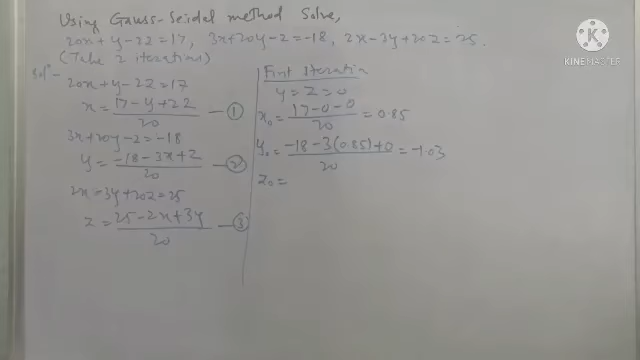 Using Gauss-Seidel method Solve,
20x+y-2z=17, 3x+20y-z=-18, 2x-3y+20z=25.
(Take 2 iterations)
Solⁿ-
20x+y-2z=17
x = (17-y+2z)/20 — ①
3x+20y-z=-18
y = (-18-3x+z)/20 — ②
2x-3y+20z=25
z = (25-2x+3y)/20 — ③
First Iteration
y=z=0
x₀ = (17-0-0)/20 = 0.85
y₀ = (-18-3(0.85)+0)/20 = -1.03
z₀ =
MADE WITH
KINEMASTER